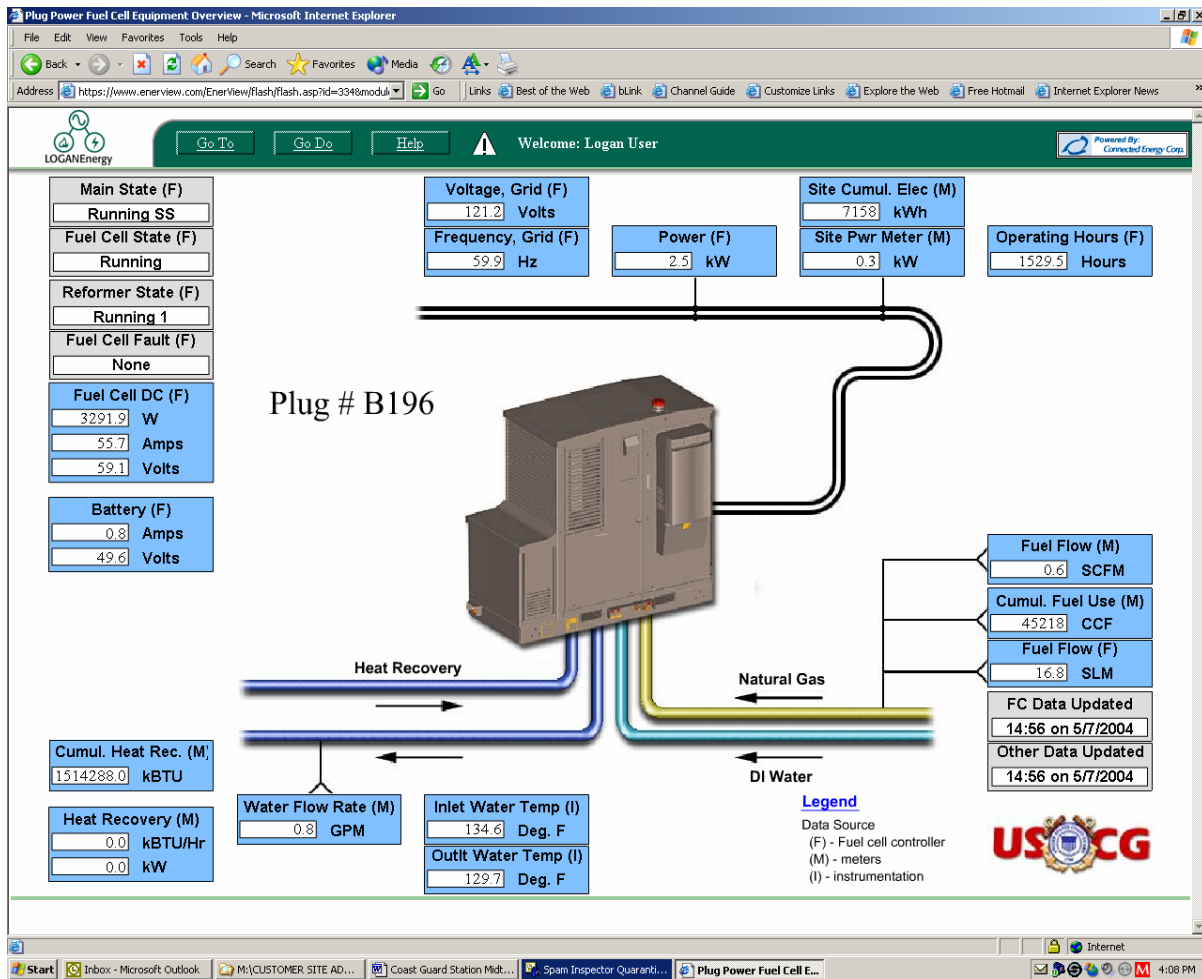 Plug Power Fuel Cell Equipment Overview - Microsoft Internet Explorer
File Edit View Favorites Tools Help
Back Search Favorites Media
Address https://www.enerview.com/EnerView/flash/flash.asp?id=334&modul Go Links Best of the Web bLink Channel Guide Customize Links Explore the Web Free Hotmail Internet Explorer News »
LOGANEnergy
Go To Go Do Help Welcome: Logan User
Powered By:
Connected Energy Corp.
Main State (F)
Running SS
Fuel Cell State (F)
Running
Reformer State (F)
Running 1
Fuel Cell Fault (F)
None
Fuel Cell DC (F)
3291.9 W
55.7 Amps
59.1 Volts
Battery (F)
0.8 Amps
49.6 Volts
Voltage, Grid (F)
121.2 Volts
Frequency, Grid (F)
59.9 Hz
Power (F)
2.5 kW
Site Cumul. Elec (M)
7158 kWh
Site Pwr Meter (M)
0.3 kW
Operating Hours (F)
1529.5 Hours
Plug # B196
Fuel Flow (M)
0.6 SCFM
Cumul. Fuel Use (M)
45218 CCF
Fuel Flow (F)
16.8 SLM
FC Data Updated
14:56 on 5/7/2004
Other Data Updated
14:56 on 5/7/2004
Heat Recovery
Natural Gas
DI Water
Cumul. Heat Rec. (M)
1514288.0 kBTU
Heat Recovery (M)
0.0 kBTU/Hr
0.0 kW
Water Flow Rate (M)
0.8 GPM
Inlet Water Temp (I)
134.6 Deg. F
Outlt Water Temp (I)
129.7 Deg. F
Legend
Data Source
(F) - Fuel cell controller
(M) - meters
(I) - instrumentation
USCG
Internet
Start Inbox - Microsoft Outlook M:\CUSTOMER SITE AD... Coast Guard Station Midt... Spam Inspector Quaranti... Plug Power Fuel Cell E... 4:08 PM